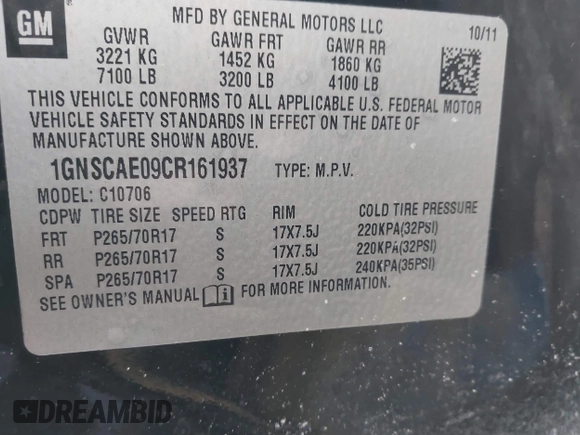 GM
MFD BY GENERAL MOTORS LLC
10/11
GVWR GAWR FRT GAWR RR
3221 KG 1452 KG 1860 KG
7100 LB 3200 LB 4100 LB
THIS VEHICLE CONFORMS TO ALL APPLICABLE U.S. FEDERAL MOTOR
VEHICLE SAFETY STANDARDS IN EFFECT ON THE DATE OF
MANUFACTURE SHOWN ABOVE.
1GNSCAE09CR161937 TYPE: M.P.V.
MODEL: C10706
CDPW TIRE SIZE SPEED RTG RIM COLD TIRE PRESSURE
FRT P265/70R17 S 17X7.5J 220KPA(32PSI)
RR P265/70R17 S 17X7.5J 220KPA(32PSI)
SPA P265/70R17 S 17X7.5J 240KPA(35PSI)
SEE OWNER'S MANUAL FOR MORE INFORMATION.
DREAMBID